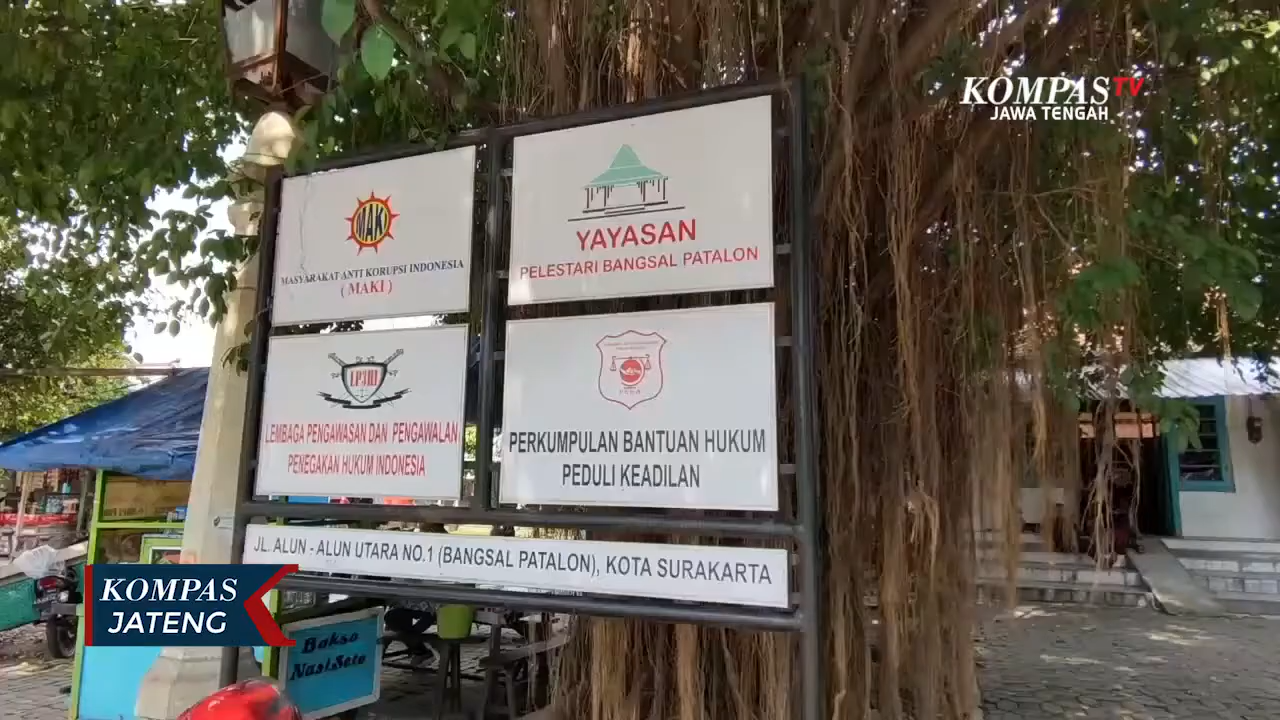 KOMPAS TV
JAWA TENGAH
MAKI
MASYARAKAT ANTI KORUPSI INDONESIA
( MAKI )
YAYASAN
PELESTARI BANGSAL PATALON
LP3HI
LEMBAGA PENGAWASAN DAN PENGAWALAN
PENEGAKAN HUKUM INDONESIA
PERKUMPULAN BANTUAN HUKUM
PEDULI KEADILAN
JL. ALUN - ALUN UTARA NO.1 (BANGSAL PATALON), KOTA SURAKARTA
KOMPAS
JATENG
Bakso
Nasi Soto